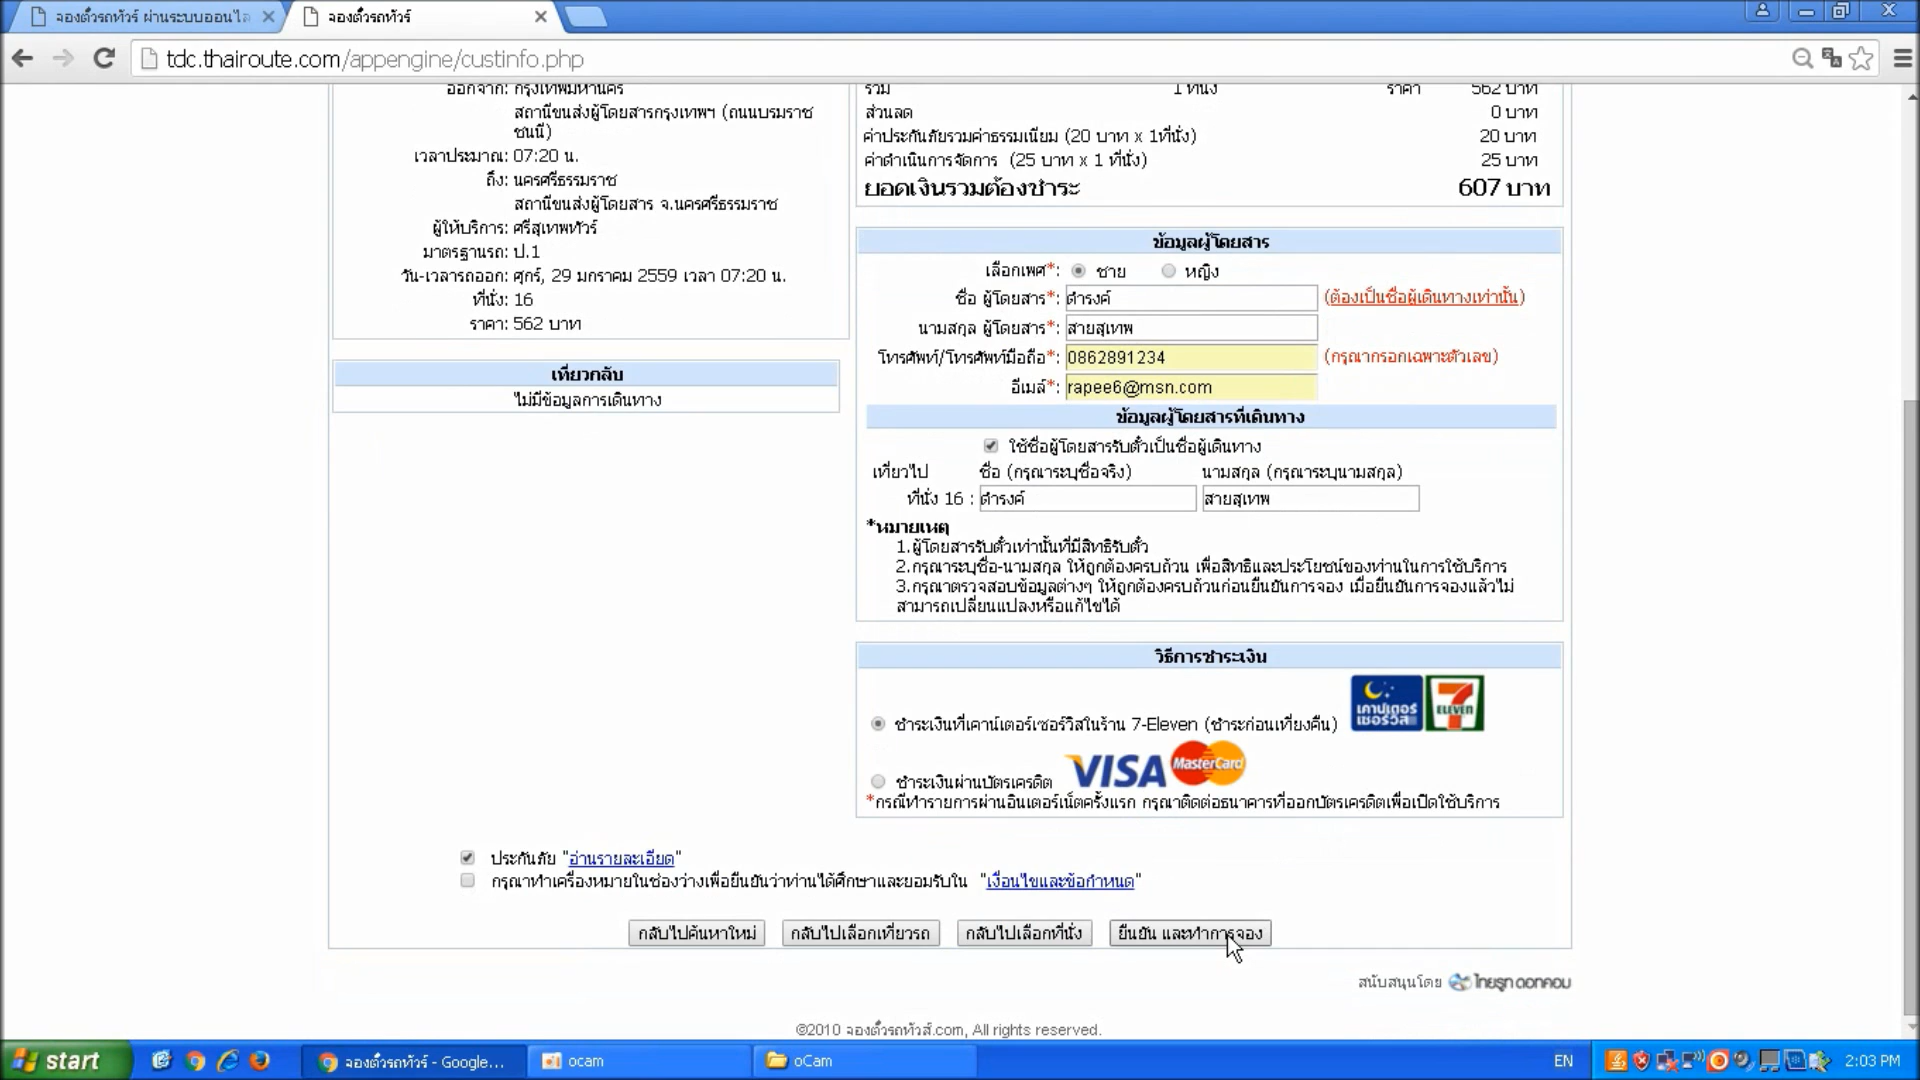 จองตั๋วรถทัวร์ ผ่านระบบออนไล
จองตั๋วรถทัวร์
tdc.thairoute.com/appengine/custinfo.php
ออกจาก: กรุงเทพมหานคร
สถานีขนส่งผู้โดยสารกรุงเทพฯ (ถนนบรมราช
ชนนี)
เวลาประมาณ: 07:20 น.
ถึง: นครศรีธรรมราช
สถานีขนส่งผู้โดยสาร จ.นครศรีธรรมราช
ผู้ให้บริการ: ศรีสุเทพทัวร์
มาตรฐานรถ: ป.1
วัน-เวลารถออก: ศุกร์, 29 มกราคม 2559 เวลา 07:20 น.
ที่นั่ง: 16
ราคา: 562 บาท
เที่ยวกลับ
ไม่มีข้อมูลการเดินทาง
รวม 1 ที่นั่ง ราคา 562 บาท
ส่วนลด 0 บาท
ค่าประกันภัยรวมค่าธรรมเนียม (20 บาท x 1ที่นั่ง) 20 บาท
ค่าดำเนินการจัดการ (25 บาท x 1 ที่นั่ง) 25 บาท
ยอดเงินรวมต้องชำระ 607 บาท
ข้อมูลผู้โดยสาร
เลือกเพศ*: ชาย หญิง
ชื่อ ผู้โดยสาร*: ดำรงค์ (ต้องเป็นชื่อผู้เดินทางเท่านั้น)
นามสกุล ผู้โดยสาร*: สายสุเทพ
โทรศัพท์/โทรศัพท์มือถือ*: 0862891234 (กรุณากรอกเฉพาะตัวเลข)
อีเมล์*: rapee6@msn.com
ข้อมูลผู้โดยสารที่เดินทาง
ใช้ชื่อผู้โดยสารรับตั๋วเป็นชื่อผู้เดินทาง
เที่ยวไป ชื่อ (กรุณาระบุชื่อจริง) นามสกุล (กรุณาระบุนามสกุล)
ที่นั่ง 16 : ดำรงค์ สายสุเทพ
*หมายเหตุ
1.ผู้โดยสารรับตั๋วเท่านั้นที่มีสิทธิรับตั๋ว
2.กรุณาระบุชื่อ-นามสกุล ให้ถูกต้องครบถ้วน เพื่อสิทธิและประโยชน์ของท่านในการใช้บริการ
3.กรุณาตรวจสอบข้อมูลต่างๆ ให้ถูกต้องครบถ้วนก่อนยืนยันการจอง เมื่อยืนยันการจองแล้วไม่
สามารถเปลี่ยนแปลงหรือแก้ไขได้
วิธีการชำระเงิน
ชำระเงินที่เคาน์เตอร์เซอร์วิสในร้าน 7-Eleven (ชำระก่อนเที่ยงคืน) เคาน์เตอร์ เซอร์วิส 7 ELEVEN
ชำระเงินผ่านบัตรเครดิต VISA MasterCard
*กรณีทำรายการผ่านอินเตอร์เน็ตครั้งแรก กรุณาติดต่อธนาคารที่ออกบัตรเครดิตเพื่อเปิดใช้บริการ
ประกันภัย "อ่านรายละเอียด"
กรุณาทำเครื่องหมายในช่องว่างเพื่อยืนยันว่าท่านได้ศึกษาและยอมรับใน "เงื่อนไขและข้อกำหนด"
กลับไปค้นหาใหม่ กลับไปเลือกเที่ยวรถ กลับไปเลือกที่นั่ง ยืนยัน และทำการจอง
สนับสนุนโดย ไทยรูท ดอทคอม
©2010 จองตั๋วรถทัวส์.com, All rights reserved.
start จองตั๋วรถทัวร์ - Google... ocam oCam EN 2:03 PM